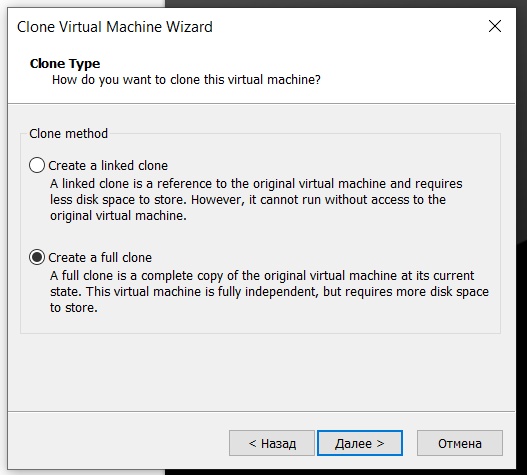 Clone Virtual Machine Wizard
Clone Type
How do you want to clone this virtual machine?
Clone method
Create a linked clone
A linked clone is a reference to the original virtual machine and requires
less disk space to store. However, it cannot run without access to the
original virtual machine.
Create a full clone
A full clone is a complete copy of the original virtual machine at its current
state. This virtual machine is fully independent, but requires more disk space
to store.
< Назад
Далее >
Отмена